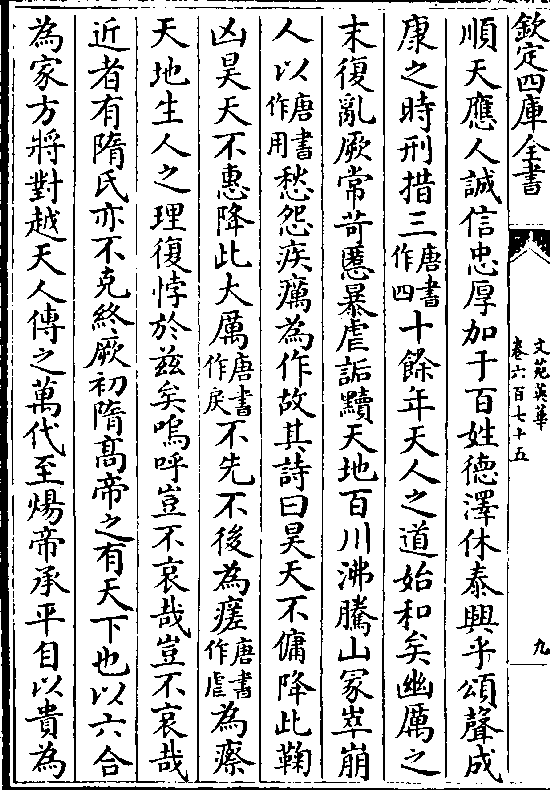 欽定四庫全書
文苑英華
卷六百七十五
九
順天應人誠信忠厚加于百姓德澤休泰興乎頌聲成
康之時刑措三唐書作四十餘年天人之道始和矣幽厲之
末復亂厥常苛慝暴虐詬黷天地百川沸騰山冢崒崩
人以唐書作用愁怨疾癘為作故其詩曰昊天不傭降此鞠
凶昊天不惠降此大厲唐書作戾不先不後為瘥唐書作虐為瘵
天地生人之理復悖於兹矣嗚呼豈不哀哉豈不哀哉
近者有隋氏亦不克終厥初隋髙帝之有天下也以六合
為家方將對越天人傳之萬代至煬帝承平自以貴為